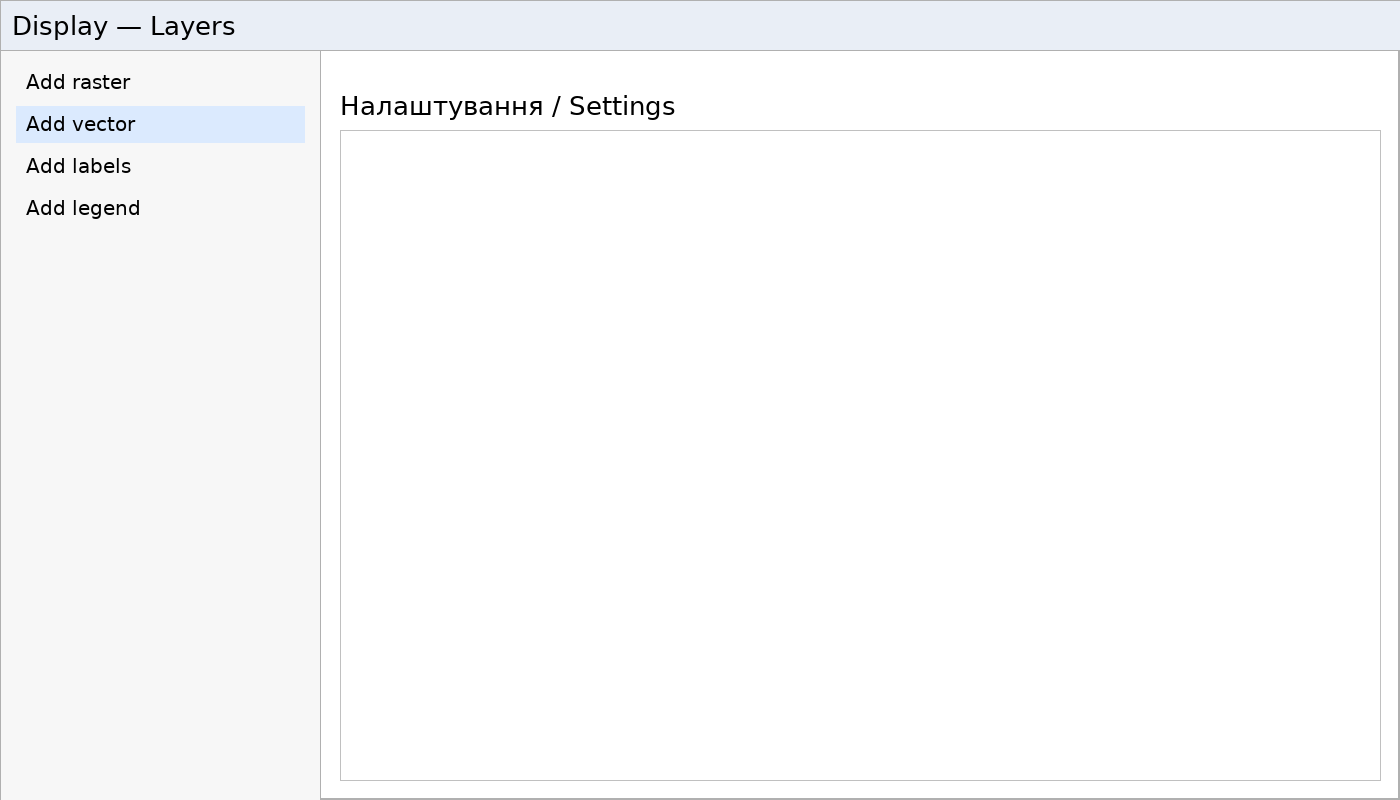 Display — Layers
Add raster
Add vector
Add labels
Add legend
Налаштування / Settings